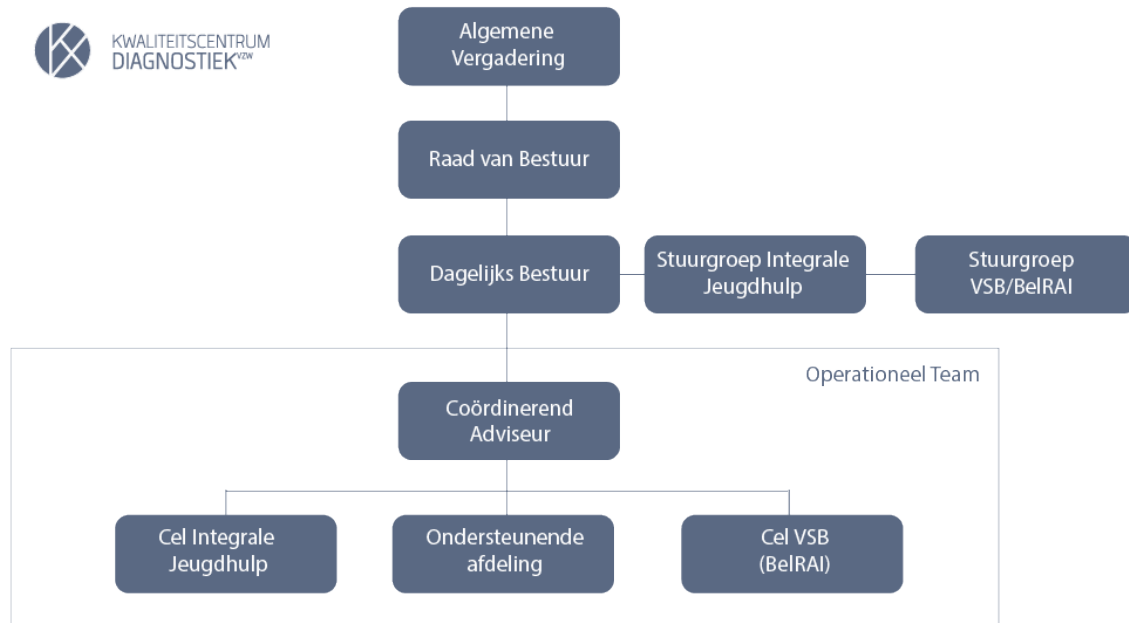 KWALITEITSCENTRUM
DIAGNOSTIEK VZW
Algemene
Vergadering
Raad van Bestuur
Dagelijks Bestuur
Stuurgroep Integrale
Jeugdhulp
Stuurgroep
VSB/BelRAI
Operationeel Team
Coördinerend
Adviseur
Cel Integrale
Jeugdhulp
Ondersteunende
afdeling
Cel VSB
(BelRAI)